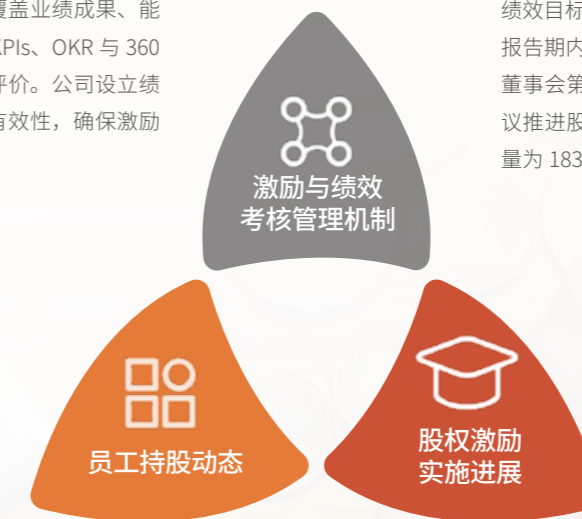 覆盖业绩成果、能
KPIs、OKR 与 360
评价。公司设立绩
有效性，确保激励
绩效目标
报告期内
董事会第
议推进股
量为 183
激励与绩效
考核管理机制
员工持股动态
股权激励
实施进展